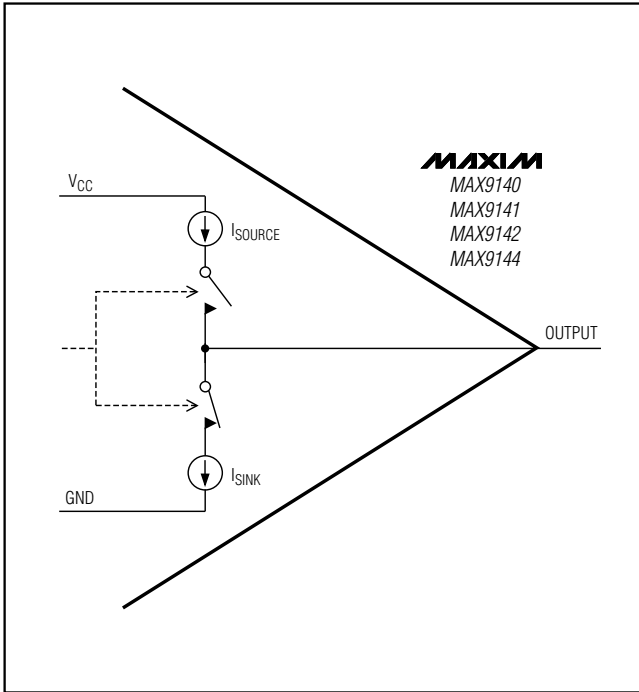 MAXIM
MAX9140
MAX9141
MAX9142
MAX9144
VCC
ISOURCE
OUTPUT
ISINK
GND